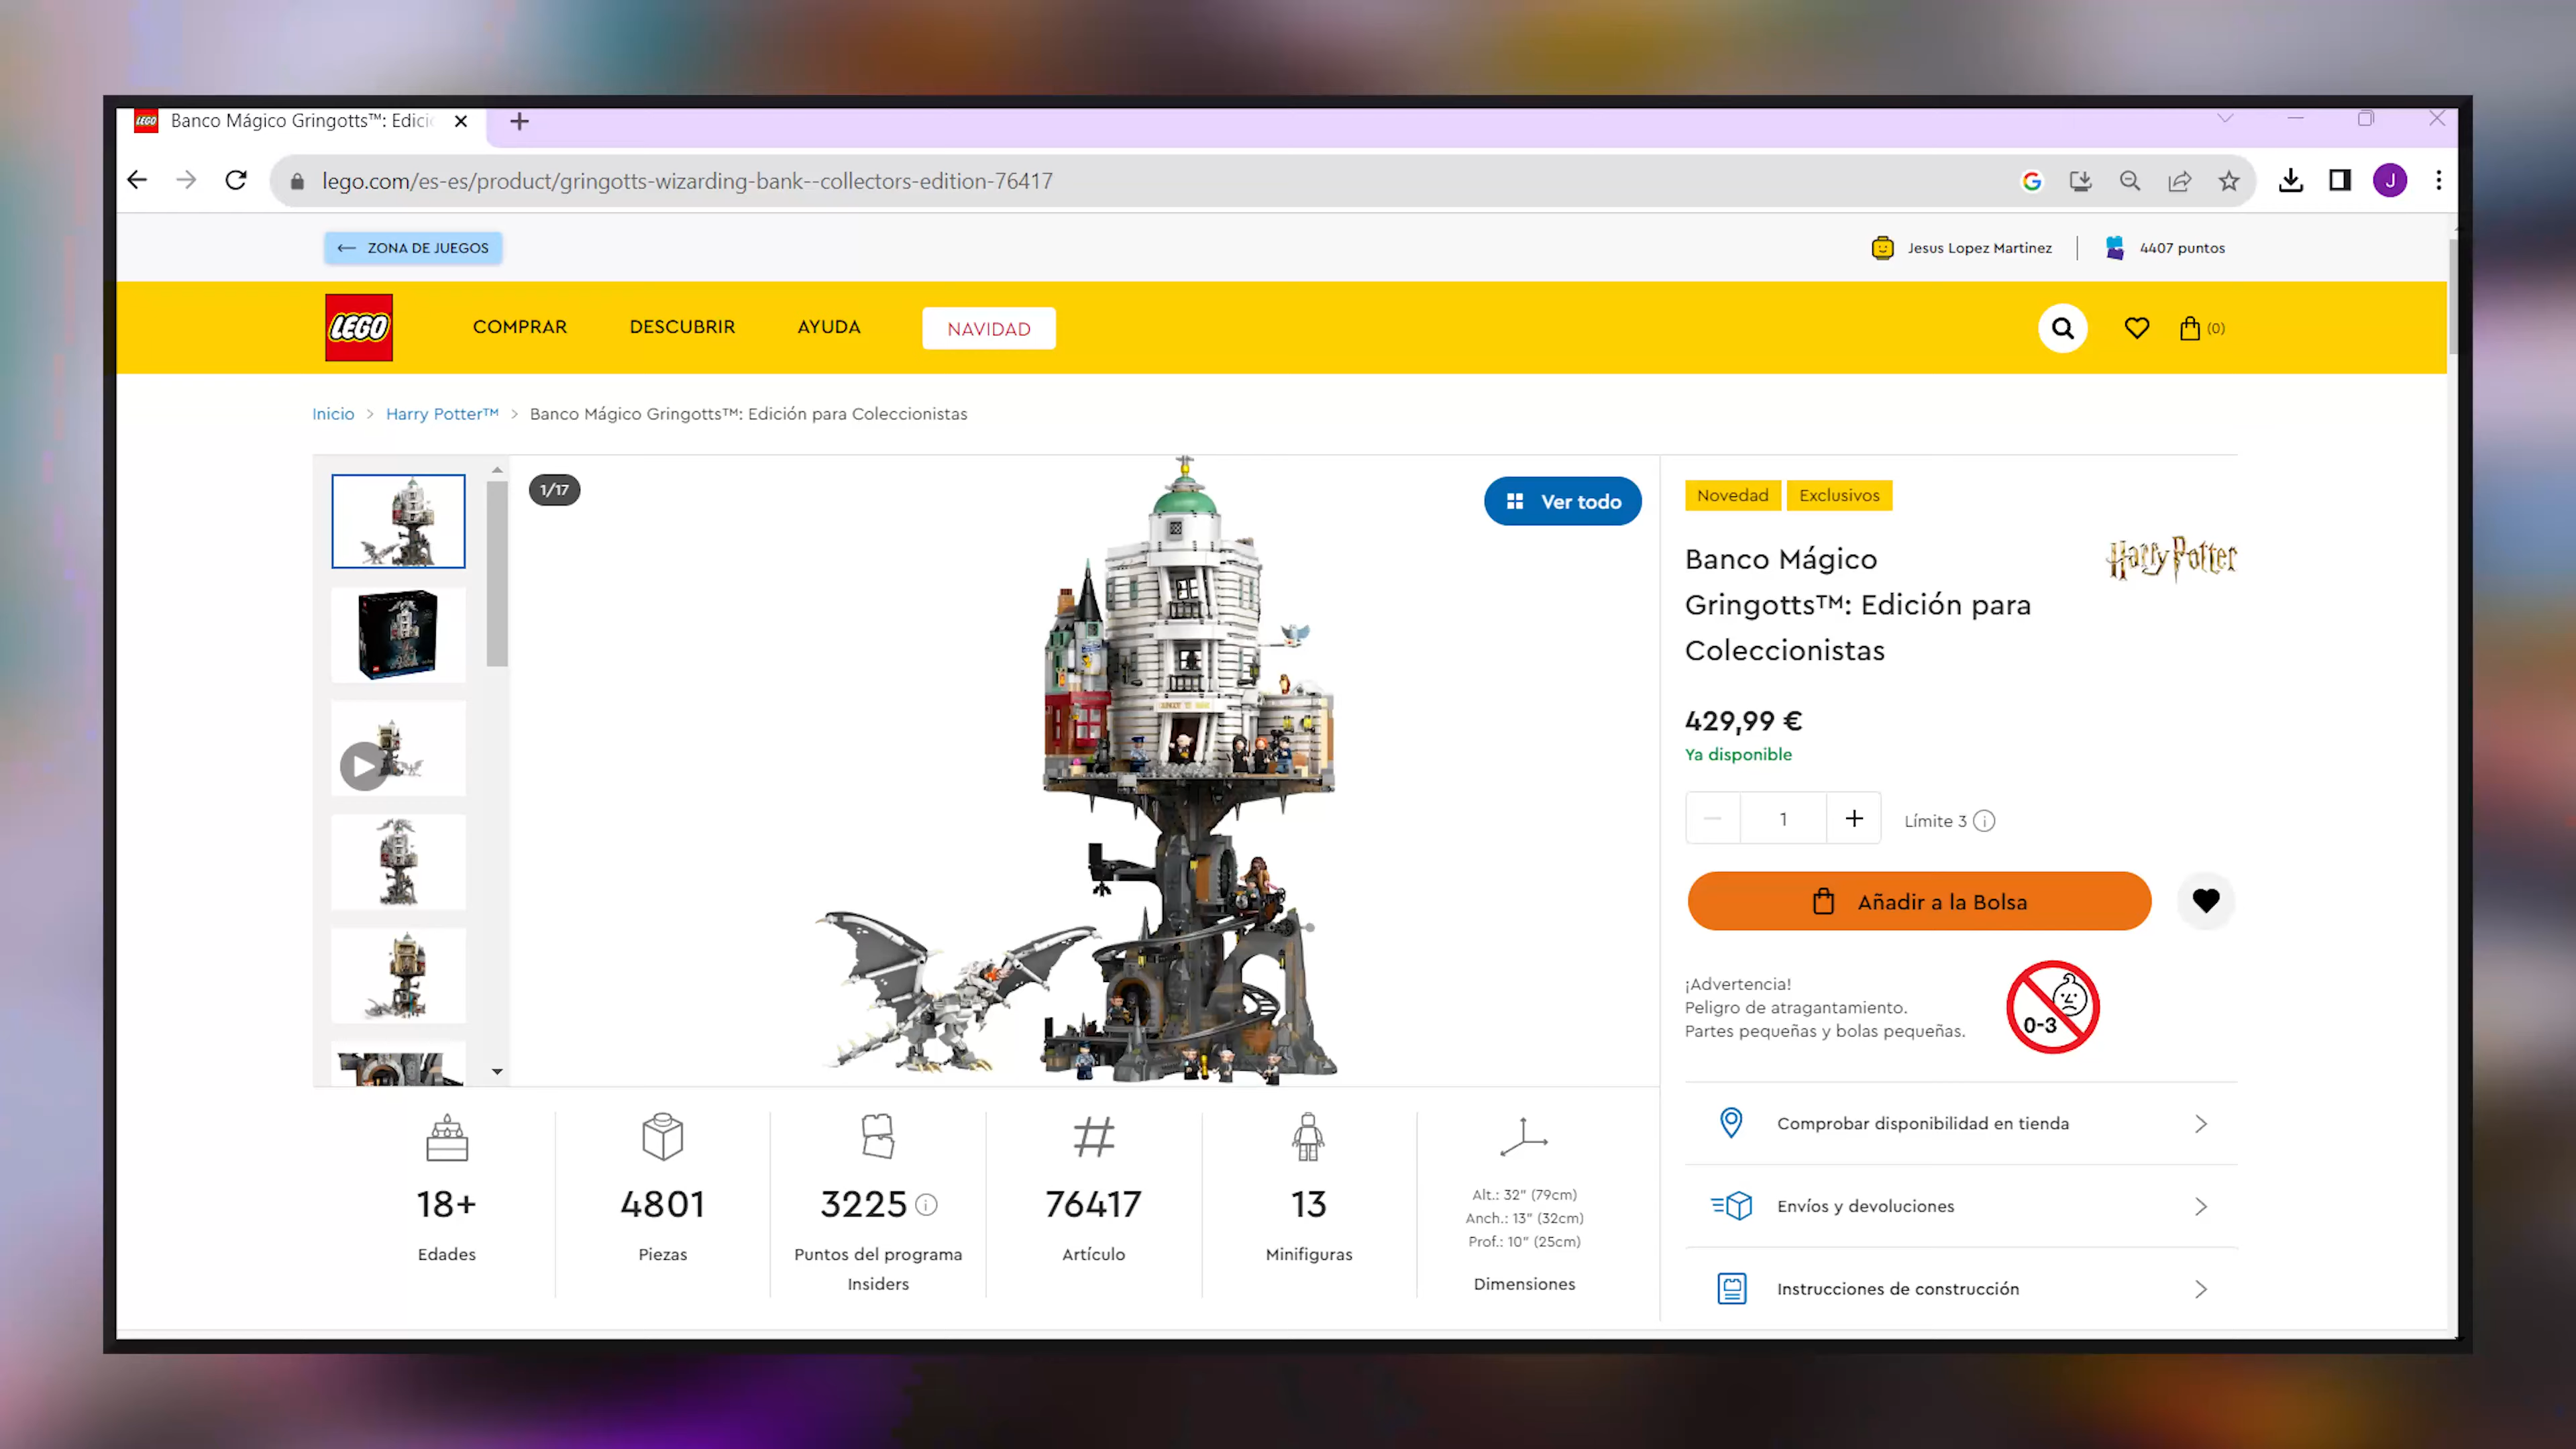 LEGO
Banco Mágico Gringotts™: Edici
lego.com/es-es/product/gringotts-wizarding-bank--collectors-edition-76417
G
J
ZONA DE JUEGOS
Jesus Lopez Martinez
4407 puntos
LEGO
COMPRAR
DESCUBRIR
AYUDA
NAVIDAD
(0)
Inicio > Harry Potter™ > Banco Mágico Gringotts™: Edición para Coleccionistas
1/17
Ver todo
Novedad
Exclusivos
Banco Mágico
Gringotts™: Edición para
Coleccionistas
Harry Potter
429,99 €
Ya disponible
1
Límite 3
Añadir a la Bolsa
¡Advertencia!
Peligro de atragantamiento.
Partes pequeñas y bolas pequeñas.
0-3
Comprobar disponibilidad en tienda
Envíos y devoluciones
Instrucciones de construcción
18+
Edades
4801
Piezas
3225
Puntos del programa
Insiders
76417
Artículo
13
Minifiguras
Alt.: 32" (79cm)
Anch.: 13" (32cm)
Prof.: 10" (25cm)
Dimensiones